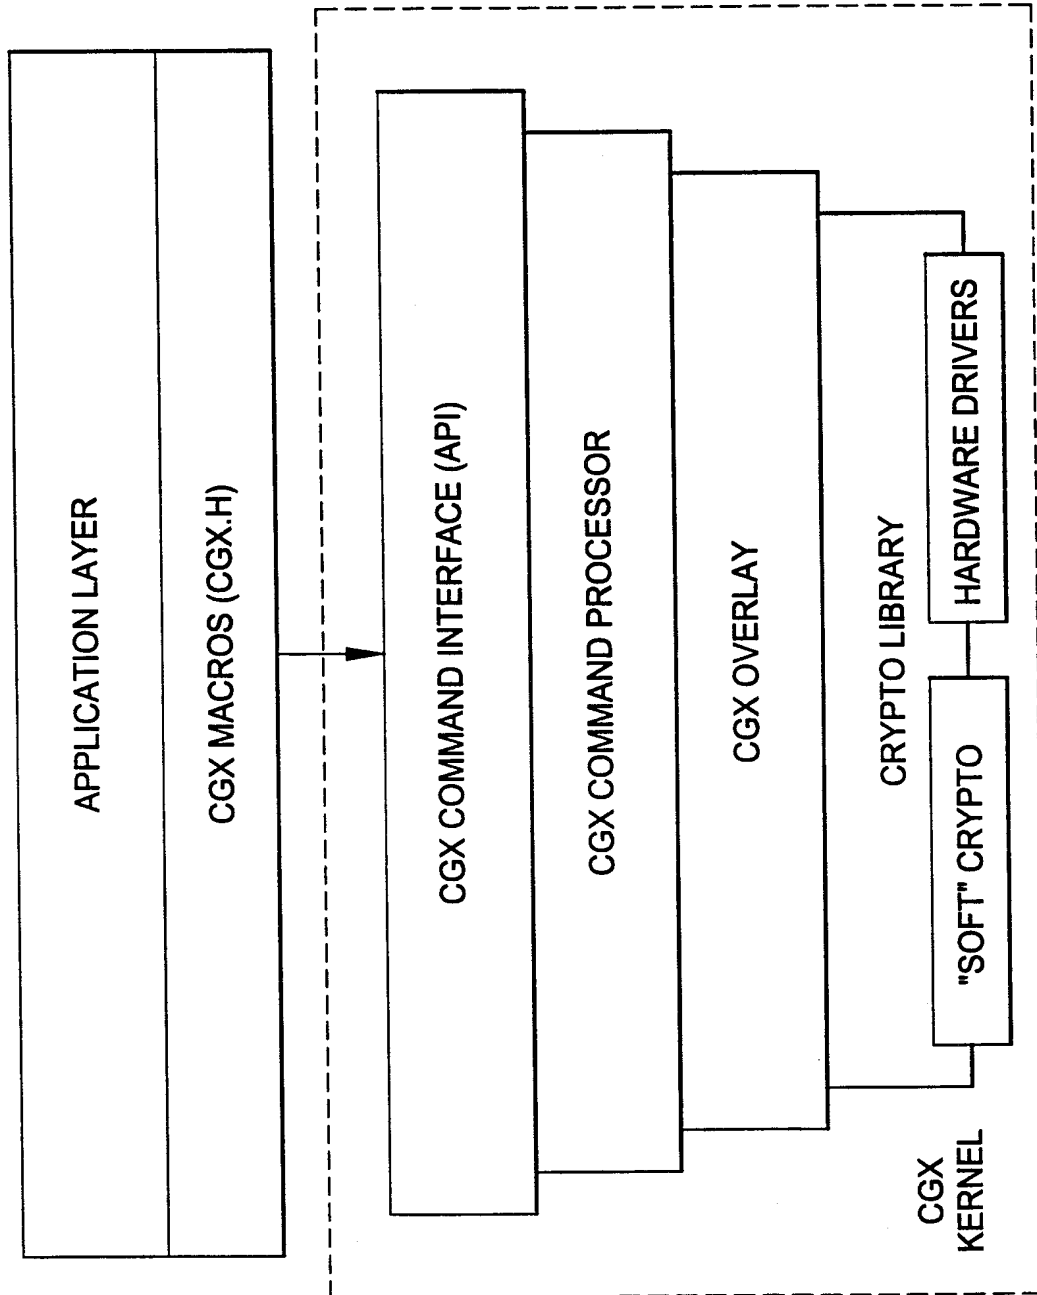 APPLICATION LAYER
CGX MACROS (CGX.H)
CGX COMMAND INTERFACE (API)
CGX COMMAND PROCESSOR
CGX OVERLAY
CRYPTO LIBRARY
"SOFT" CRYPTO
HARDWARE DRIVERS
CGX
KERNEL